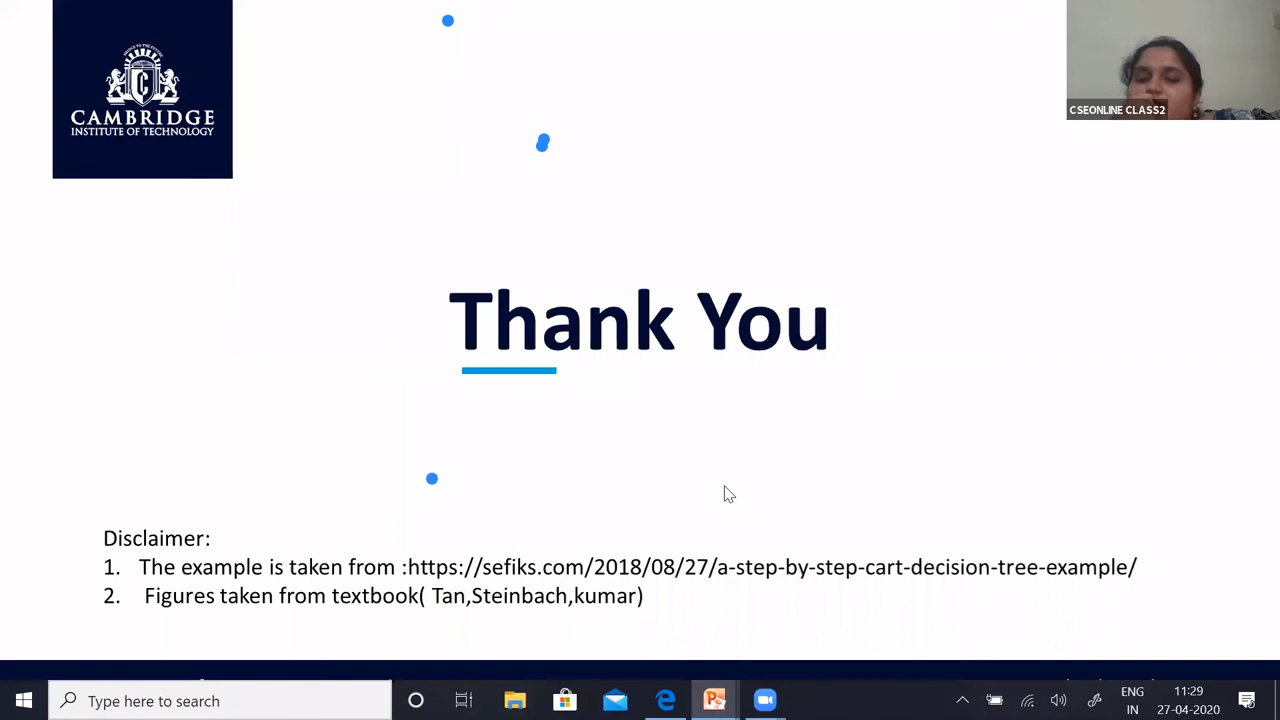 CAMBRIDGE
INSTITUTE OF TECHNOLOGY
CSEONLINE CLASS2
Thank You
Disclaimer:
1. The example is taken from :https://sefiks.com/2018/08/27/a-step-by-step-cart-decision-tree-example/
2. Figures taken from textbook( Tan,Steinbach,kumar)
Type here to search
ENG
IN
11:29
27-04-2020